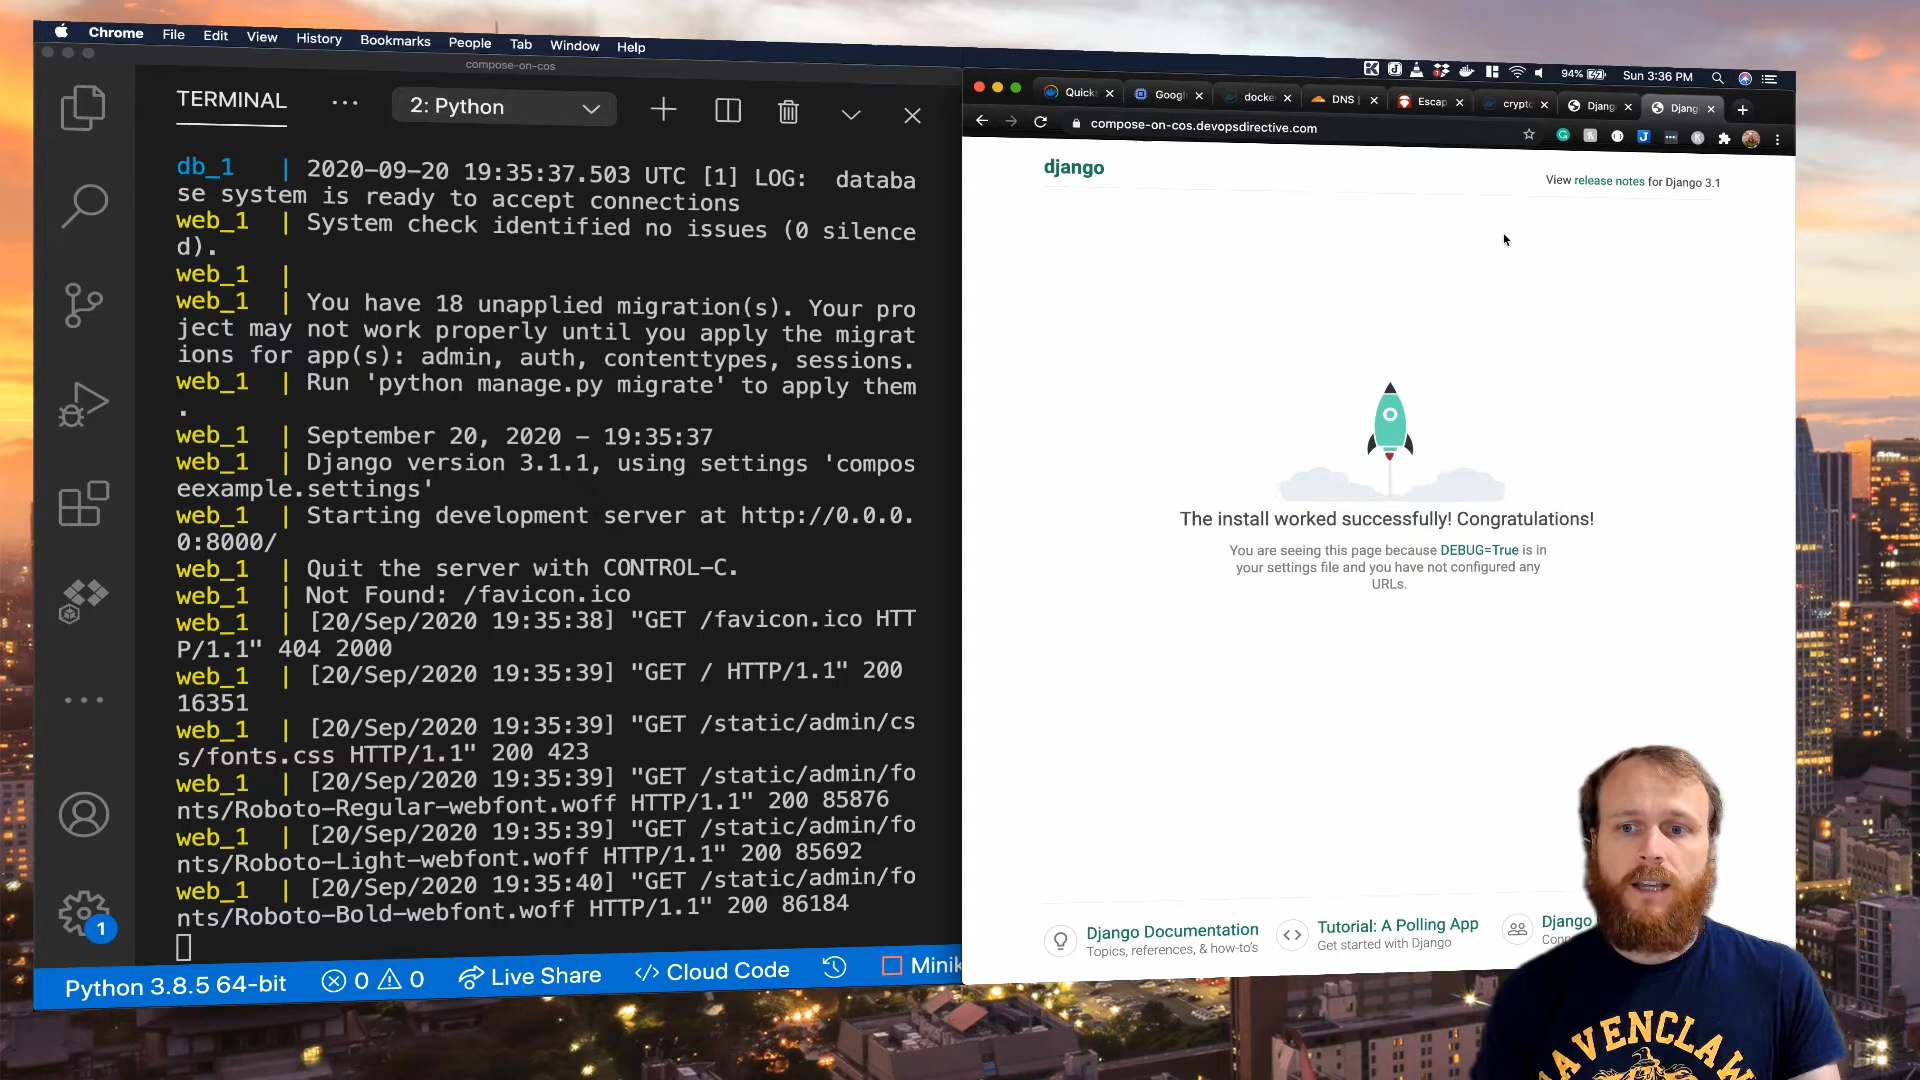 Chrome File Edit View History Bookmarks People Tab Window Help
94% Sun 3:36 PM
compose-on-cos
TERMINAL ... 2: Python
db_1 | 2020-09-20 19:35:37.503 UTC [1] LOG: databa
se system is ready to accept connections
web_1 | System check identified no issues (0 silence
d).
web_1 |
web_1 | You have 18 unapplied migration(s). Your pro
ject may not work properly until you apply the migrat
ions for app(s): admin, auth, contenttypes, sessions.
web_1 | Run 'python manage.py migrate' to apply them
.
web_1 | September 20, 2020 - 19:35:37
web_1 | Django version 3.1.1, using settings 'compos
eexample.settings'
web_1 | Starting development server at http://0.0.0.
0:8000/
web_1 | Quit the server with CONTROL-C.
web_1 | Not Found: /favicon.ico
web_1 | [20/Sep/2020 19:35:38] "GET /favicon.ico HTT
P/1.1" 404 2000
web_1 | [20/Sep/2020 19:35:39] "GET / HTTP/1.1" 200
16351
web_1 | [20/Sep/2020 19:35:39] "GET /static/admin/cs
s/fonts.css HTTP/1.1" 200 423
web_1 | [20/Sep/2020 19:35:39] "GET /static/admin/fo
nts/Roboto-Regular-webfont.woff HTTP/1.1" 200 85876
web_1 | [20/Sep/2020 19:35:39] "GET /static/admin/fo
nts/Roboto-Light-webfont.woff HTTP/1.1" 200 85692
web_1 | [20/Sep/2020 19:35:40] "GET /static/admin/fo
nts/Roboto-Bold-webfont.woff HTTP/1.1" 200 86184
1
Python 3.8.5 64-bit 0 0 Live Share Cloud Code Minik
Quicks Googl docke DNS | Escap crypto Djang Djang
compose-on-cos.devopsdirective.com
django
View release notes for Django 3.1
The install worked successfully! Congratulations!
You are seeing this page because DEBUG=True is in
your settings file and you have not configured any
URLs.
Django Documentation
Topics, references, & how-to's
Tutorial: A Polling App
Get started with Django
Django
Conn
RAVENCLAW